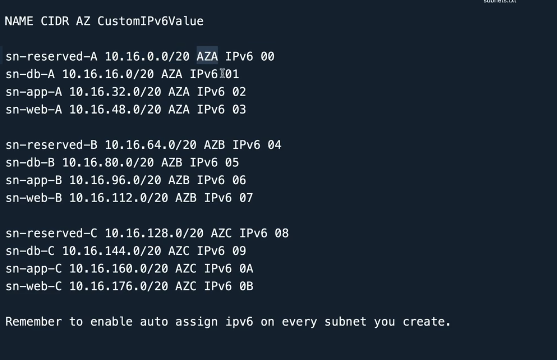 subnets.txt
NAME CIDR AZ CustomIPv6Value
sn-reserved-A 10.16.0.0/20 AZA IPv6 00
sn-db-A 10.16.16.0/20 AZA IPv6 01
sn-app-A 10.16.32.0/20 AZA IPv6 02
sn-web-A 10.16.48.0/20 AZA IPv6 03
sn-reserved-B 10.16.64.0/20 AZB IPv6 04
sn-db-B 10.16.80.0/20 AZB IPv6 05
sn-app-B 10.16.96.0/20 AZB IPv6 06
sn-web-B 10.16.112.0/20 AZB IPv6 07
sn-reserved-C 10.16.128.0/20 AZC IPv6 08
sn-db-C 10.16.144.0/20 AZC IPv6 09
sn-app-C 10.16.160.0/20 AZC IPv6 0A
sn-web-C 10.16.176.0/20 AZC IPv6 0B
Remember to enable auto assign ipv6 on every subnet you create.